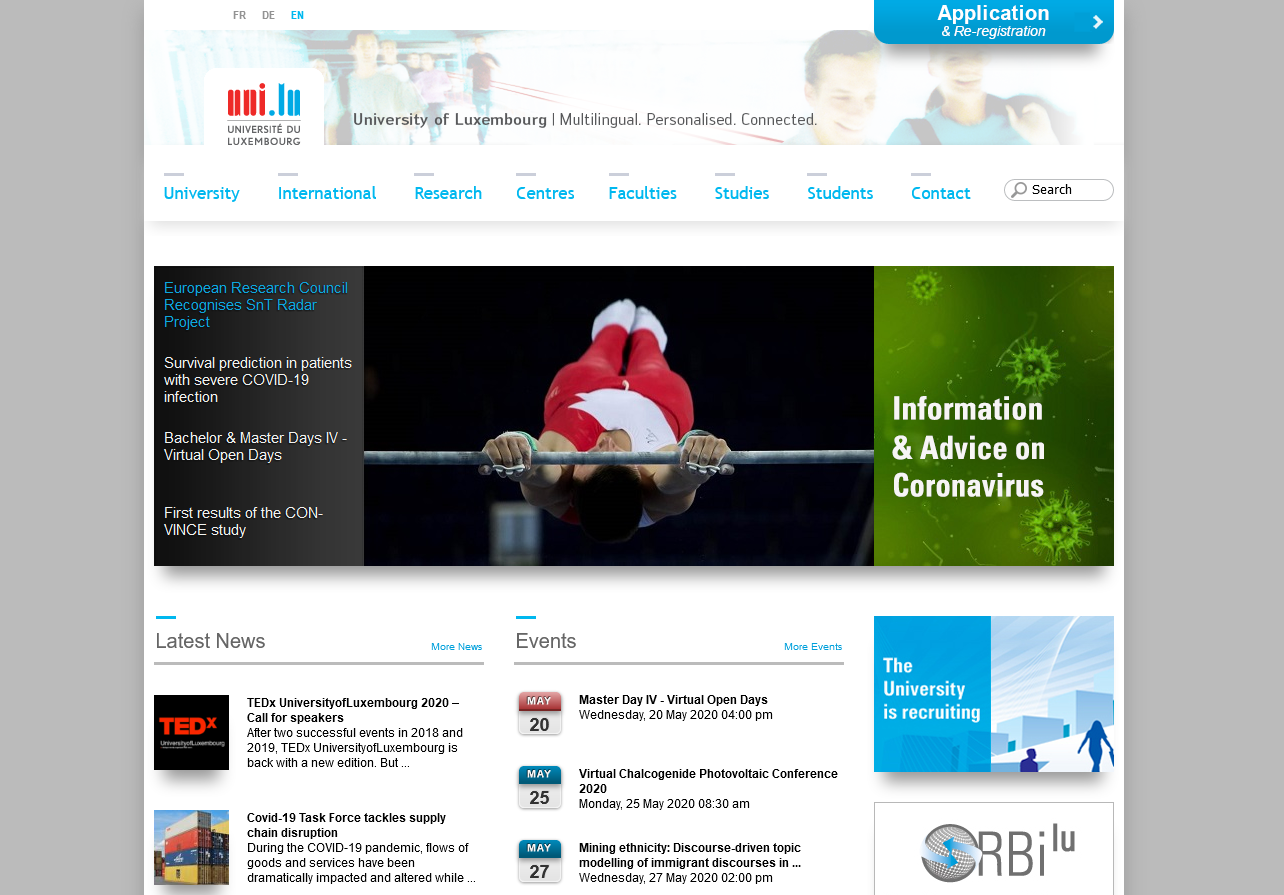 FR DE EN
Application
& Re-registration
uni.lu
UNIVERSITÉ DU
LUXEMBOURG
University of Luxembourg | Multilingual. Personalised. Connected.
University International Research Centres Faculties Studies Students Contact Search
European Research Council
Recognises SnT Radar
Project
Survival prediction in patients
with severe COVID-19
infection
Bachelor & Master Days IV -
Virtual Open Days
First results of the CON-
VINCE study
Information
& Advice on
Coronavirus
Latest News More News
TEDx
UniversityofLuxembourg
TEDx UniversityofLuxembourg 2020 –
Call for speakers
After two successful events in 2018 and
2019, TEDx UniversityofLuxembourg is
back with a new edition. But ...
Covid-19 Task Force tackles supply
chain disruption
During the COVID-19 pandemic, flows of
goods and services have been
dramatically impacted and altered while ...
Events More Events
MAY
20
Master Day IV - Virtual Open Days
Wednesday, 20 May 2020 04:00 pm
MAY
25
Virtual Chalcogenide Photovoltaic Conference
2020
Monday, 25 May 2020 08:30 am
MAY
27
Mining ethnicity: Discourse-driven topic
modelling of immigrant discourses in ...
Wednesday, 27 May 2020 02:00 pm
The
University
is recruiting
ORBilu